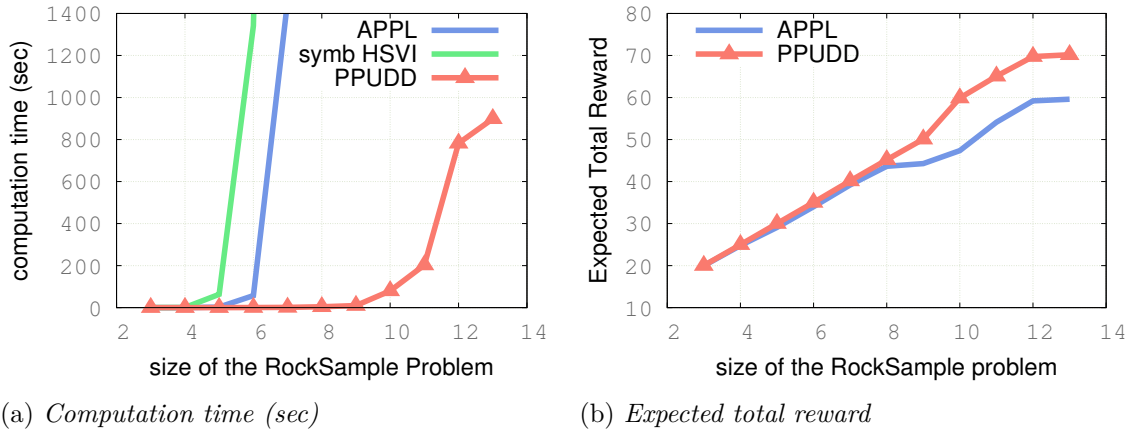 1400
1200
1000
800
600
400
200
0
computation time (sec)
APPL
symb HSVI
PPUDD
2 4 6 8 10 12 14
size of the RockSample Problem
(a) Computation time (sec)
80
70
60
50
40
30
20
10
Expected Total Reward
APPL
PPUDD
2 4 6 8 10 12 14
size of the RockSample problem
(b) Expected total reward